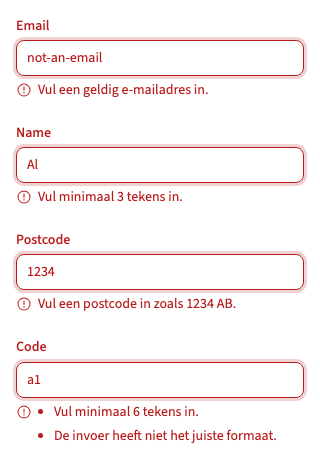 Email
not-an-email
Vul een geldig e-mailadres in.
Name
Al
Vul minimaal 3 tekens in.
Postcode
1234
Vul een postcode in zoals 1234 AB.
Code
a1
• Vul minimaal 6 tekens in.
• De invoer heeft niet het juiste formaat.